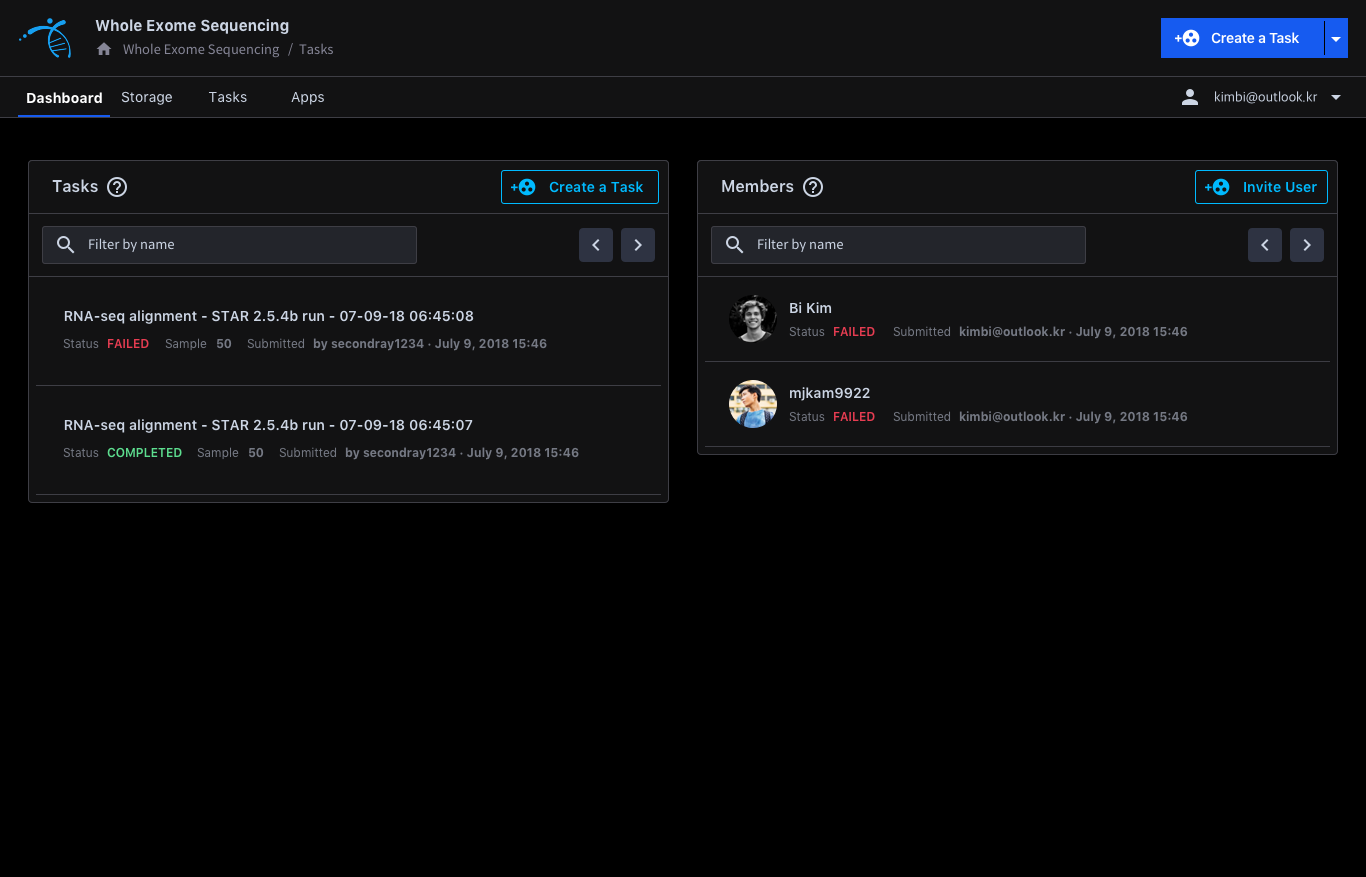 Whole Exome Sequencing
Whole Exome Sequencing / Tasks
+ Create a Task
Dashboard Storage Tasks Apps
kimbi@outlook.kr
Tasks ?
+ Create a Task
Filter by name
RNA-seq alignment - STAR 2.5.4b run - 07-09-18 06:45:08
Status FAILED Sample 50 Submitted by secondray1234 · July 9, 2018 15:46
RNA-seq alignment - STAR 2.5.4b run - 07-09-18 06:45:07
Status COMPLETED Sample 50 Submitted by secondray1234 · July 9, 2018 15:46
Members ?
+ Invite User
Filter by name
Bi Kim
Status FAILED Submitted kimbi@outlook.kr · July 9, 2018 15:46
mjkam9922
Status FAILED Submitted kimbi@outlook.kr · July 9, 2018 15:46